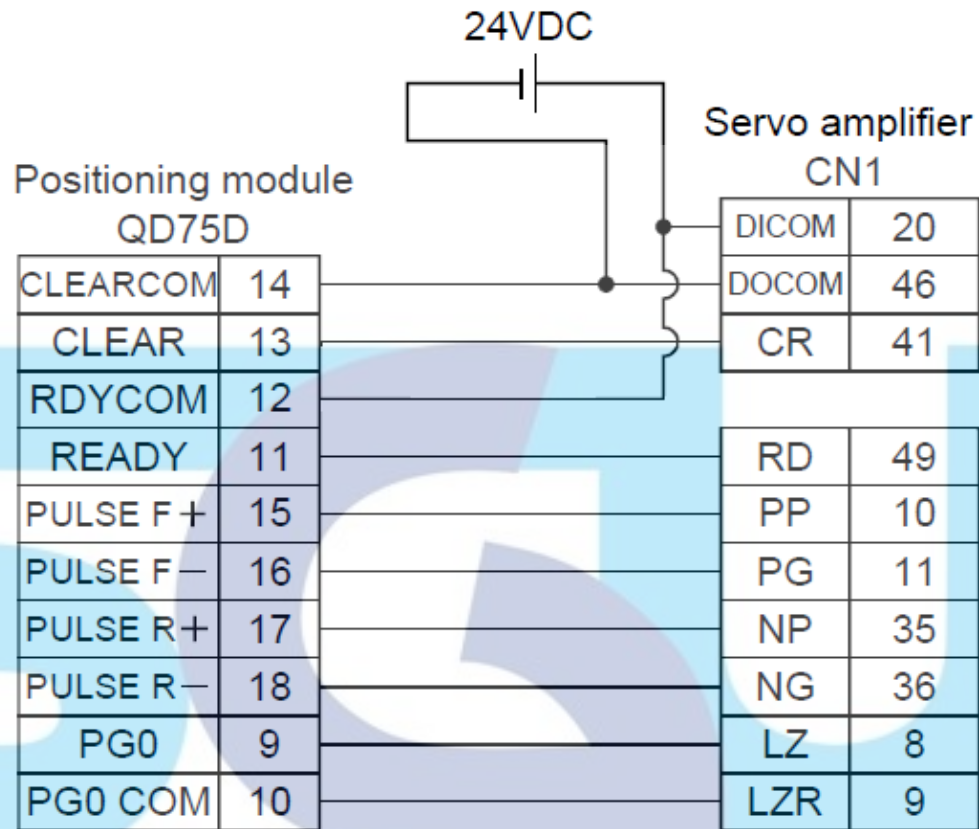 24VDC
Servo amplifier
CN1
Positioning module
QD75D
DICOM 20
CLEARCOM 14
DOCOM 46
CLEAR 13
CR 41
RDYCOM 12
READY 11
RD 49
PULSE F+ 15
PP 10
PULSE F− 16
PG 11
PULSE R+ 17
NP 35
PULSE R− 18
NG 36
PG0 9
LZ 8
PG0 COM 10
LZR 9